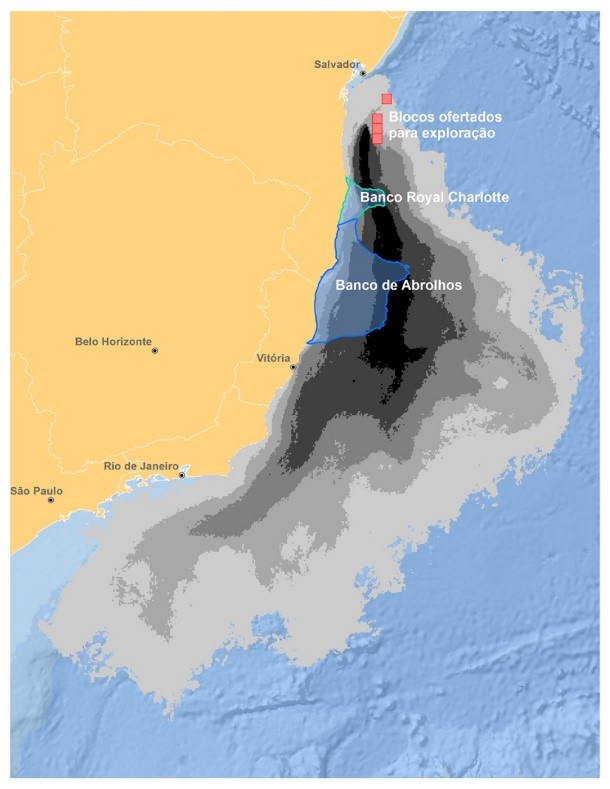 Salvador
Blocos ofertados
para exploração
Banco Royal Charlotte
Banco de Abrolhos
Belo Horizonte
Vitória
Rio de Janeiro
São Paulo